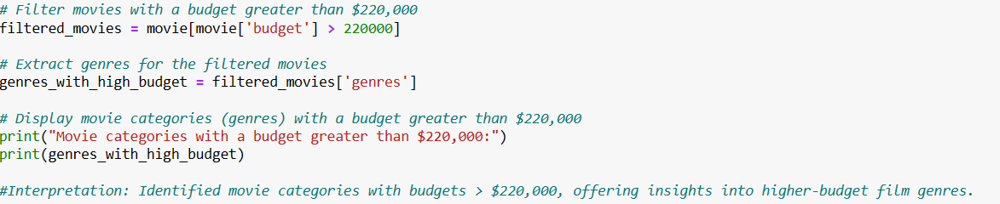 # Filter movies with a budget greater than $220,000
filtered_movies = movie[movie['budget'] > 220000]
# Extract genres for the filtered movies
genres_with_high_budget = filtered_movies['genres']
# Display movie categories (genres) with a budget greater than $220,000
print("Movie categories with a budget greater than $220,000:")
print(genres_with_high_budget)
#Interpretation: Identified movie categories with budgets > $220,000, offering insights into higher-budget film genres.